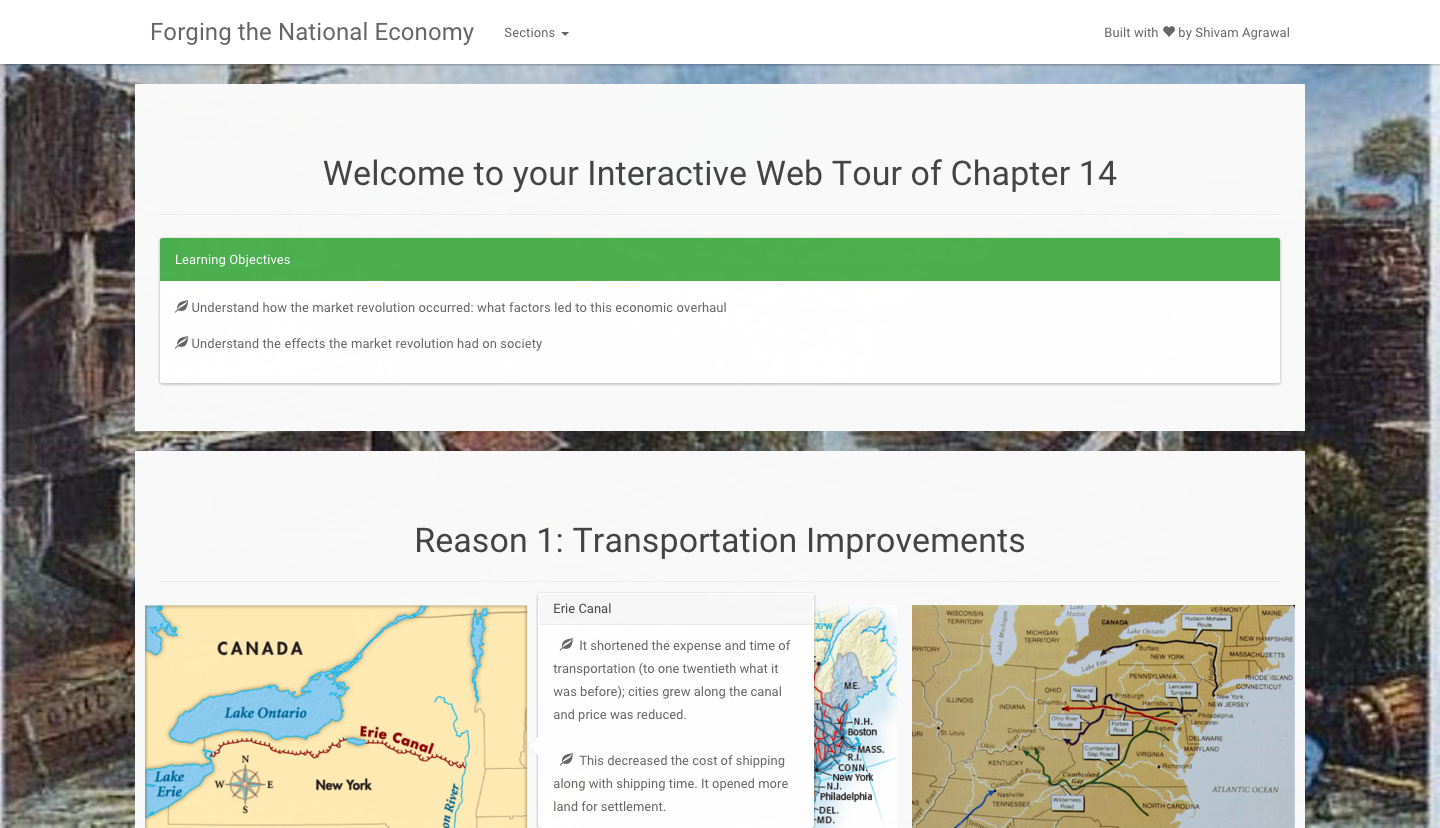 Forging the National Economy
Sections
Built with by Shivam Agrawal
Welcome to your Interactive Web Tour of Chapter 14
Learning Objectives
Understand how the market revolution occurred: what factors led to this economic overhaul
Understand the effects the market revolution had on society
Reason 1: Transportation Improvements
CANADA
Lake Ontario
Erie Canal
Lake
Erie
N
W
E
S
New York
Erie Canal
It shortened the expense and time of
transportation (to one twentieth what it
was before); cities grew along the canal
and price was reduced.
This decreased the cost of shipping
along with shipping time. It opened more
land for settlement.
70°W
ME.
N.H.
Boston
MASS.
R.I.
CONN.
New York
N.J.
Philadelphia
DEL.
MD.
WISCONSIN
TERRITORY
Lake Michigan
Lake
Huron
MICHIGAN
TERRITORY
CANADA
Lake Ontario
VERMONT
MAINE
Hudson-Mohawk
Route
NEW HAMPSHIRE
Buffalo
NEW YORK
MASSACHUSETTS
Lake Erie
RHODE ISLAND
CONNECTICUT
PENNSYLVANIA
ILLINOIS
INDIANA
OHIO
National
Road
Pittsburgh
Lancaster
Turnpike
New York
NEW JERSEY
Columbus
Harrisburg
Philadelphia
Lancaster
Ohio River
Route
Forbes
Road
Baltimore
St. Louis
Cincinnati
DELAWARE
MARYLAND
Ohio
Louisville
Cumberland
Gap Road
VIRGINIA
KENTUCKY
Richmond
Cumberland River
Cumberland
Gap
Nashville
TENNESSEE
Wilderness
Road
NORTH CAROLINA
ATLANTIC OCEAN